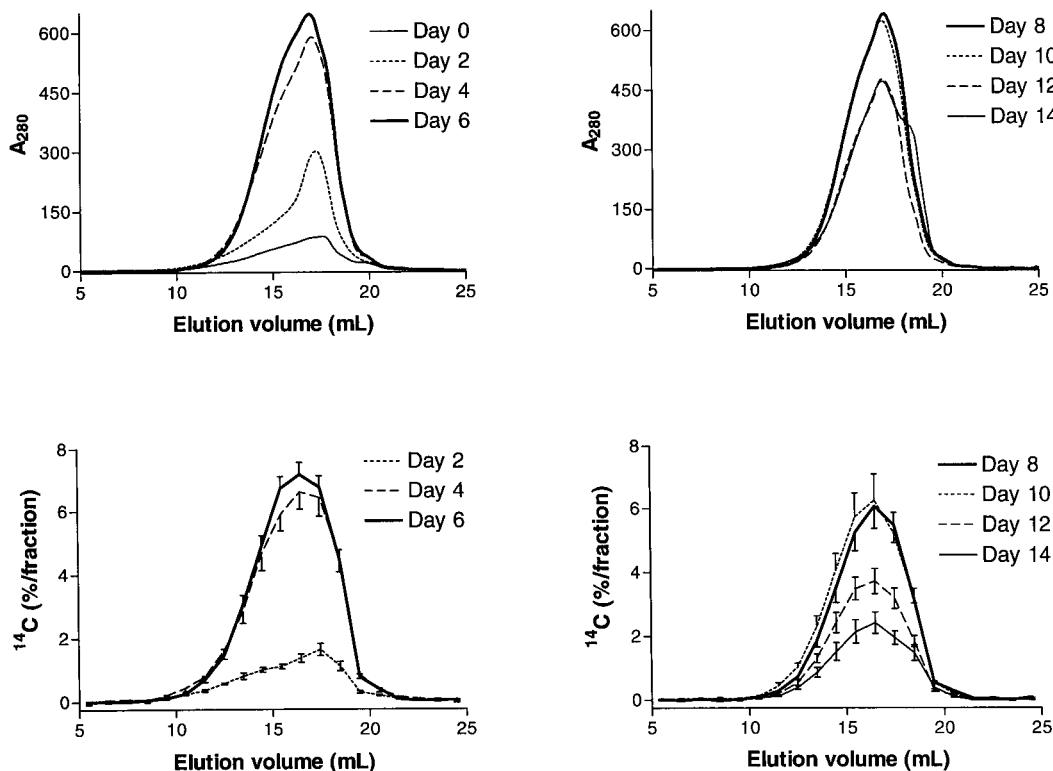 600
450
300
150
0
A280
5 10 15 20 25
Elution volume (mL)
Day 0
Day 2
Day 4
Day 6
600
450
300
150
0
A280
5 10 15 20 25
Elution volume (mL)
Day 8
Day 10
Day 12
Day 14
8
6
4
2
0
14C (%/fraction)
5 10 15 20 25
Elution volume (mL)
Day 2
Day 4
Day 6
8
6
4
2
0
14C (%/fraction)
5 10 15 20 25
Elution volume (mL)
Day 8
Day 10
Day 12
Day 14